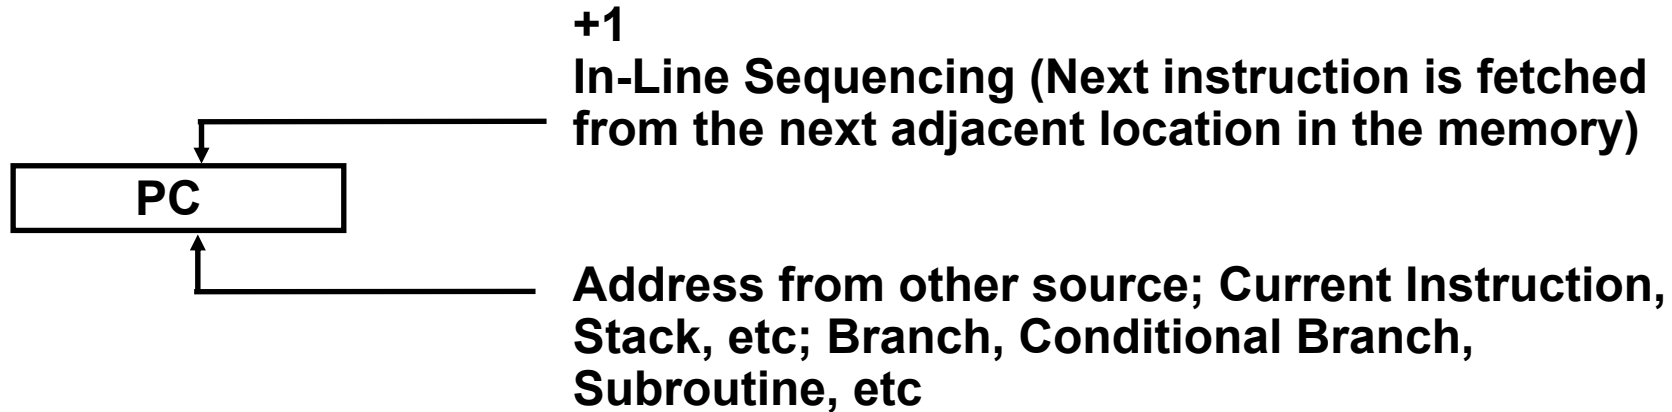 +1
In-Line Sequencing (Next instruction is fetched
from the next adjacent location in the memory)
PC
Address from other source; Current Instruction,
Stack, etc; Branch, Conditional Branch,
Subroutine, etc